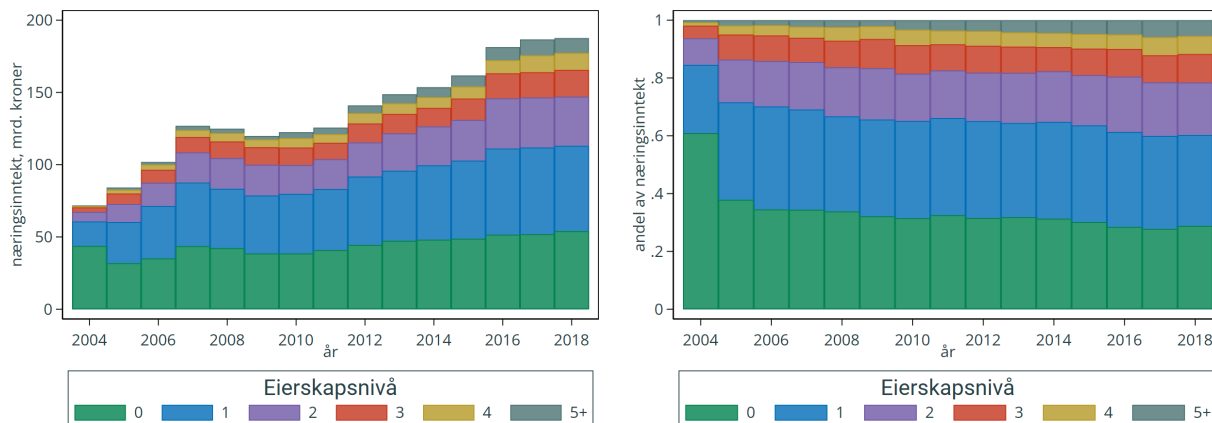 næringsinntekt, mrd. kroner
200
150
100
50
0
2004 2006 2008 2010 2012 2014 2016 2018
år
Eierskapsnivå
0 1 2 3 4 5+
andel av næringsinntekt
1
.8
.6
.4
.2
0
2004 2006 2008 2010 2012 2014 2016 2018
år
Eierskapsnivå
0 1 2 3 4 5+